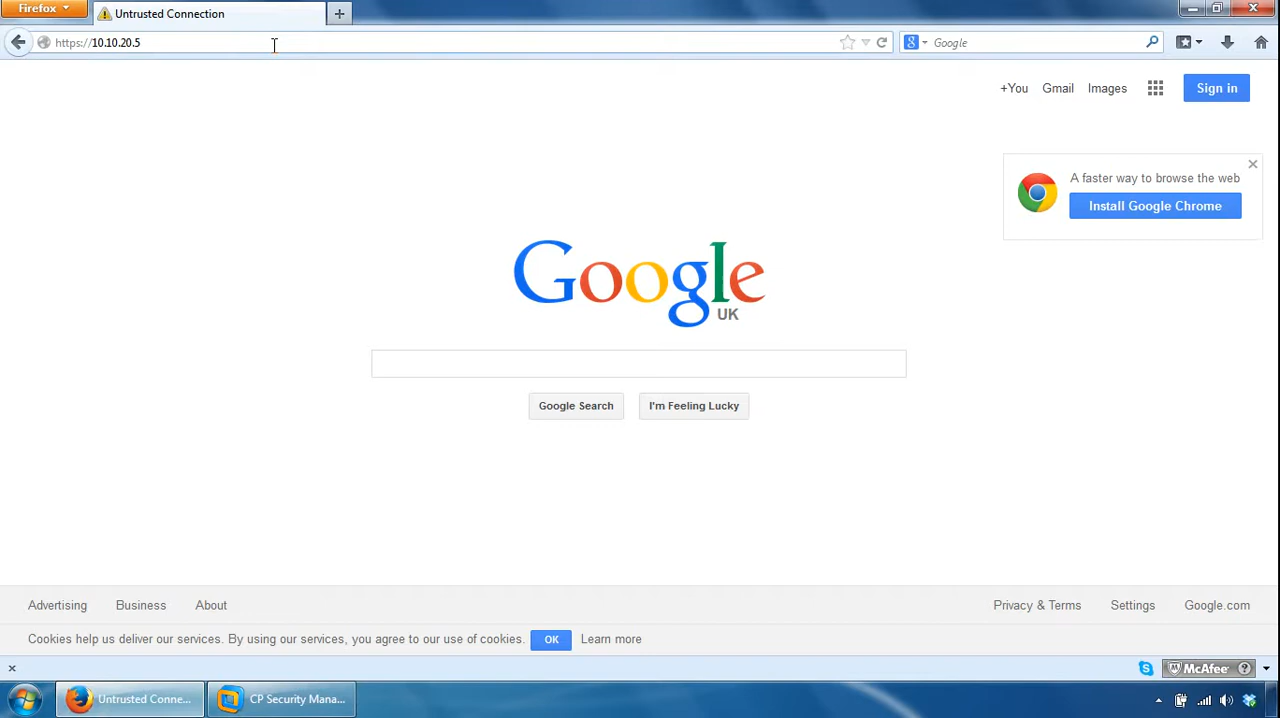 Firefox
Untrusted Connection
https://10.10.20.5
Google
+You
Gmail
Images
Sign in
A faster way to browse the web
Install Google Chrome
Google
UK
Google Search
I'm Feeling Lucky
Advertising
Business
About
Privacy & Terms
Settings
Google.com
Cookies help us deliver our services. By using our services, you agree to our use of cookies.
OK
Learn more
McAfee
Untrusted Conne...
CP Security Mana...